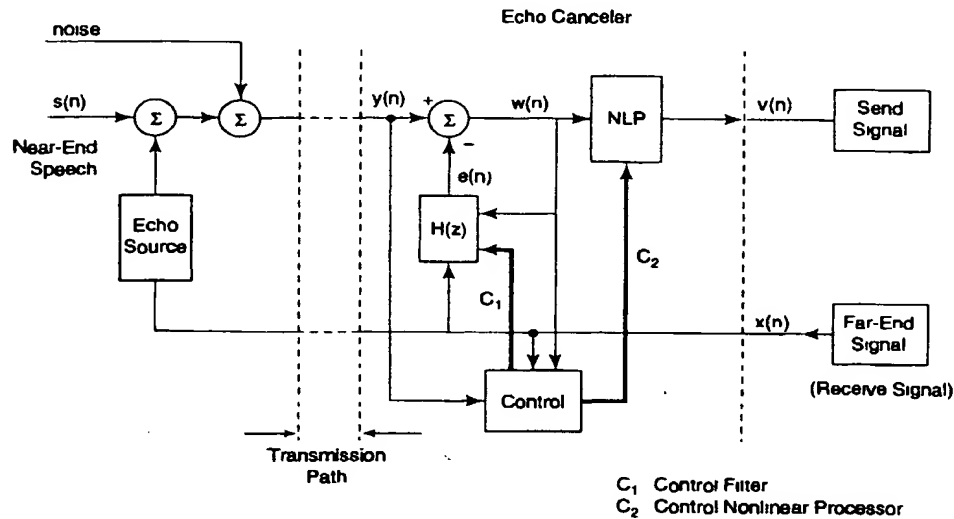 Echo Canceler
noise
s(n)
Σ
Σ
y(n)
+
Σ
−
w(n)
NLP
v(n)
Send
Signal
Near-End
Speech
e(n)
Echo
Source
H(z)
C1
C2
x(n)
Far-End
Signal
(Receive Signal)
Control
Transmission
Path
C1 Control Filter
C2 Control Nonlinear Processor